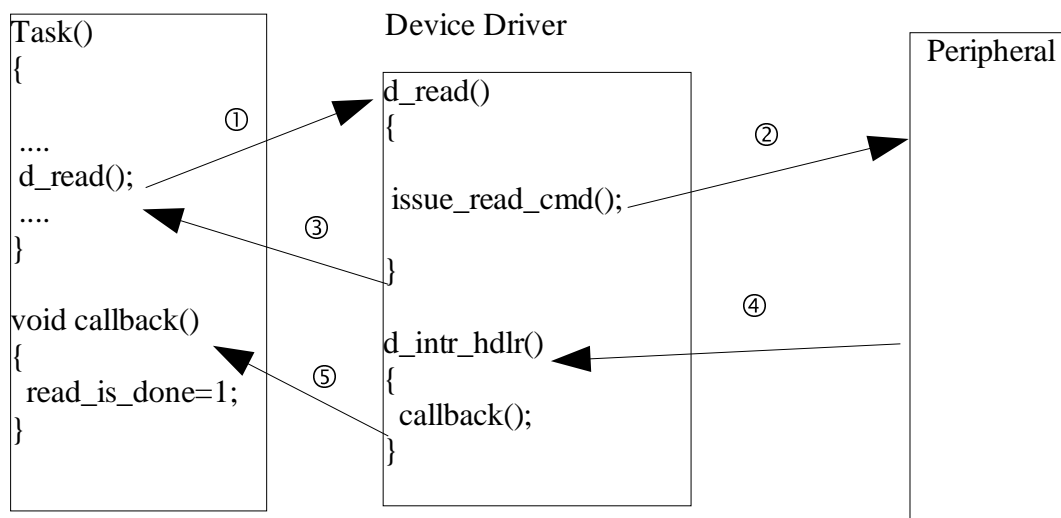 Task()
{
....
d_read();
....
}
void callback()
{
read_is_done=1;
}
①
③
⑤
Device Driver
d_read()
{
issue_read_cmd();
}
d_intr_hdlr()
{
callback();
}
②
④
Peripheral